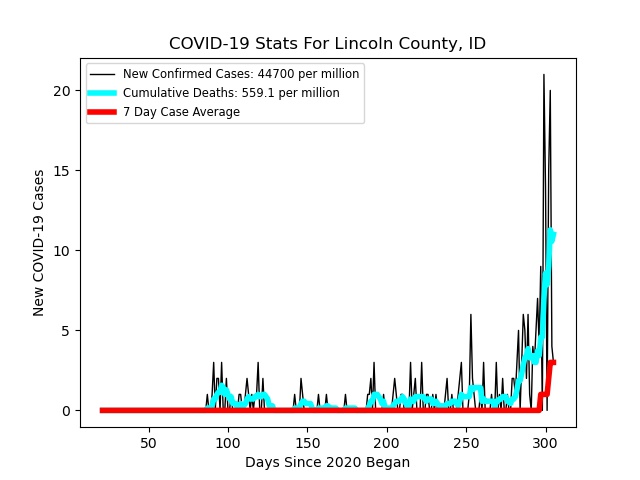 COVID-19 Stats For Lincoln County, ID
New Confirmed Cases: 44700 per million
Cumulative Deaths: 559.1 per million
7 Day Case Average
New COVID-19 Cases
20
15
10
5
0
50 100 150 200 250 300
Days Since 2020 Began